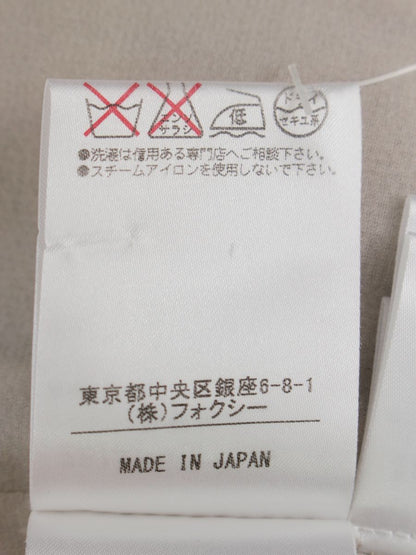 エンソ
サラシ
低
ドライ
セキユ系
●洗濯は信用ある専門店へご相談下さい。
●スチームアイロンを使用しないで下さい。
東京都中央区銀座6-8-1
(株)フォクシー
MADE IN JAPAN